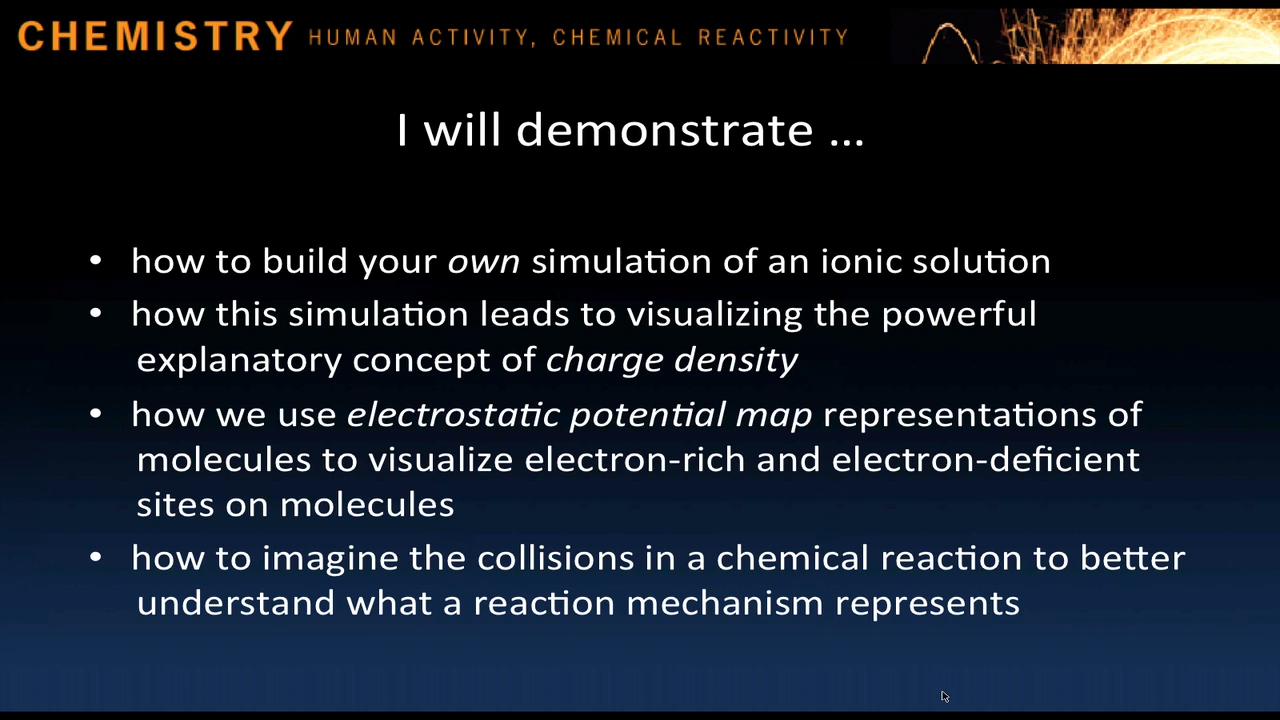 CHEMISTRY HUMAN ACTIVITY, CHEMICAL REACTIVITY
I will demonstrate ...
• how to build your own simulation of an ionic solution
• how this simulation leads to visualizing the powerful
explanatory concept of charge density
• how we use electrostatic potential map representations of
molecules to visualize electron-rich and electron-deficient
sites on molecules
• how to imagine the collisions in a chemical reaction to better
understand what a reaction mechanism represents